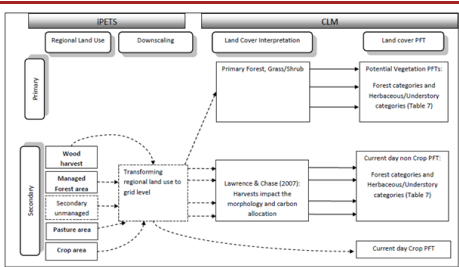 iPETS
CLM
Regional Land Use
Downscaling
Land Cover Interpretation
Land cover PFT
Primary
Primary Forest, Grass/Shrub
Potential Vegetation PFTs:
Forest categories and
Herbaceous/Understory
categories (Table 7)
Secondary
Wood
harvest
Managed
Forest area
Secondary
unmanaged
Pasture area
Crop area
Transforming
regional land use to
grid level
Lawrence & Chase (2007):
Harvests impact the
morphology and carbon
allocation
Current day non Crop PFT:
Forest categories and
Herbaceous/Understory
categories (Table 7)
Current day Crop PFT